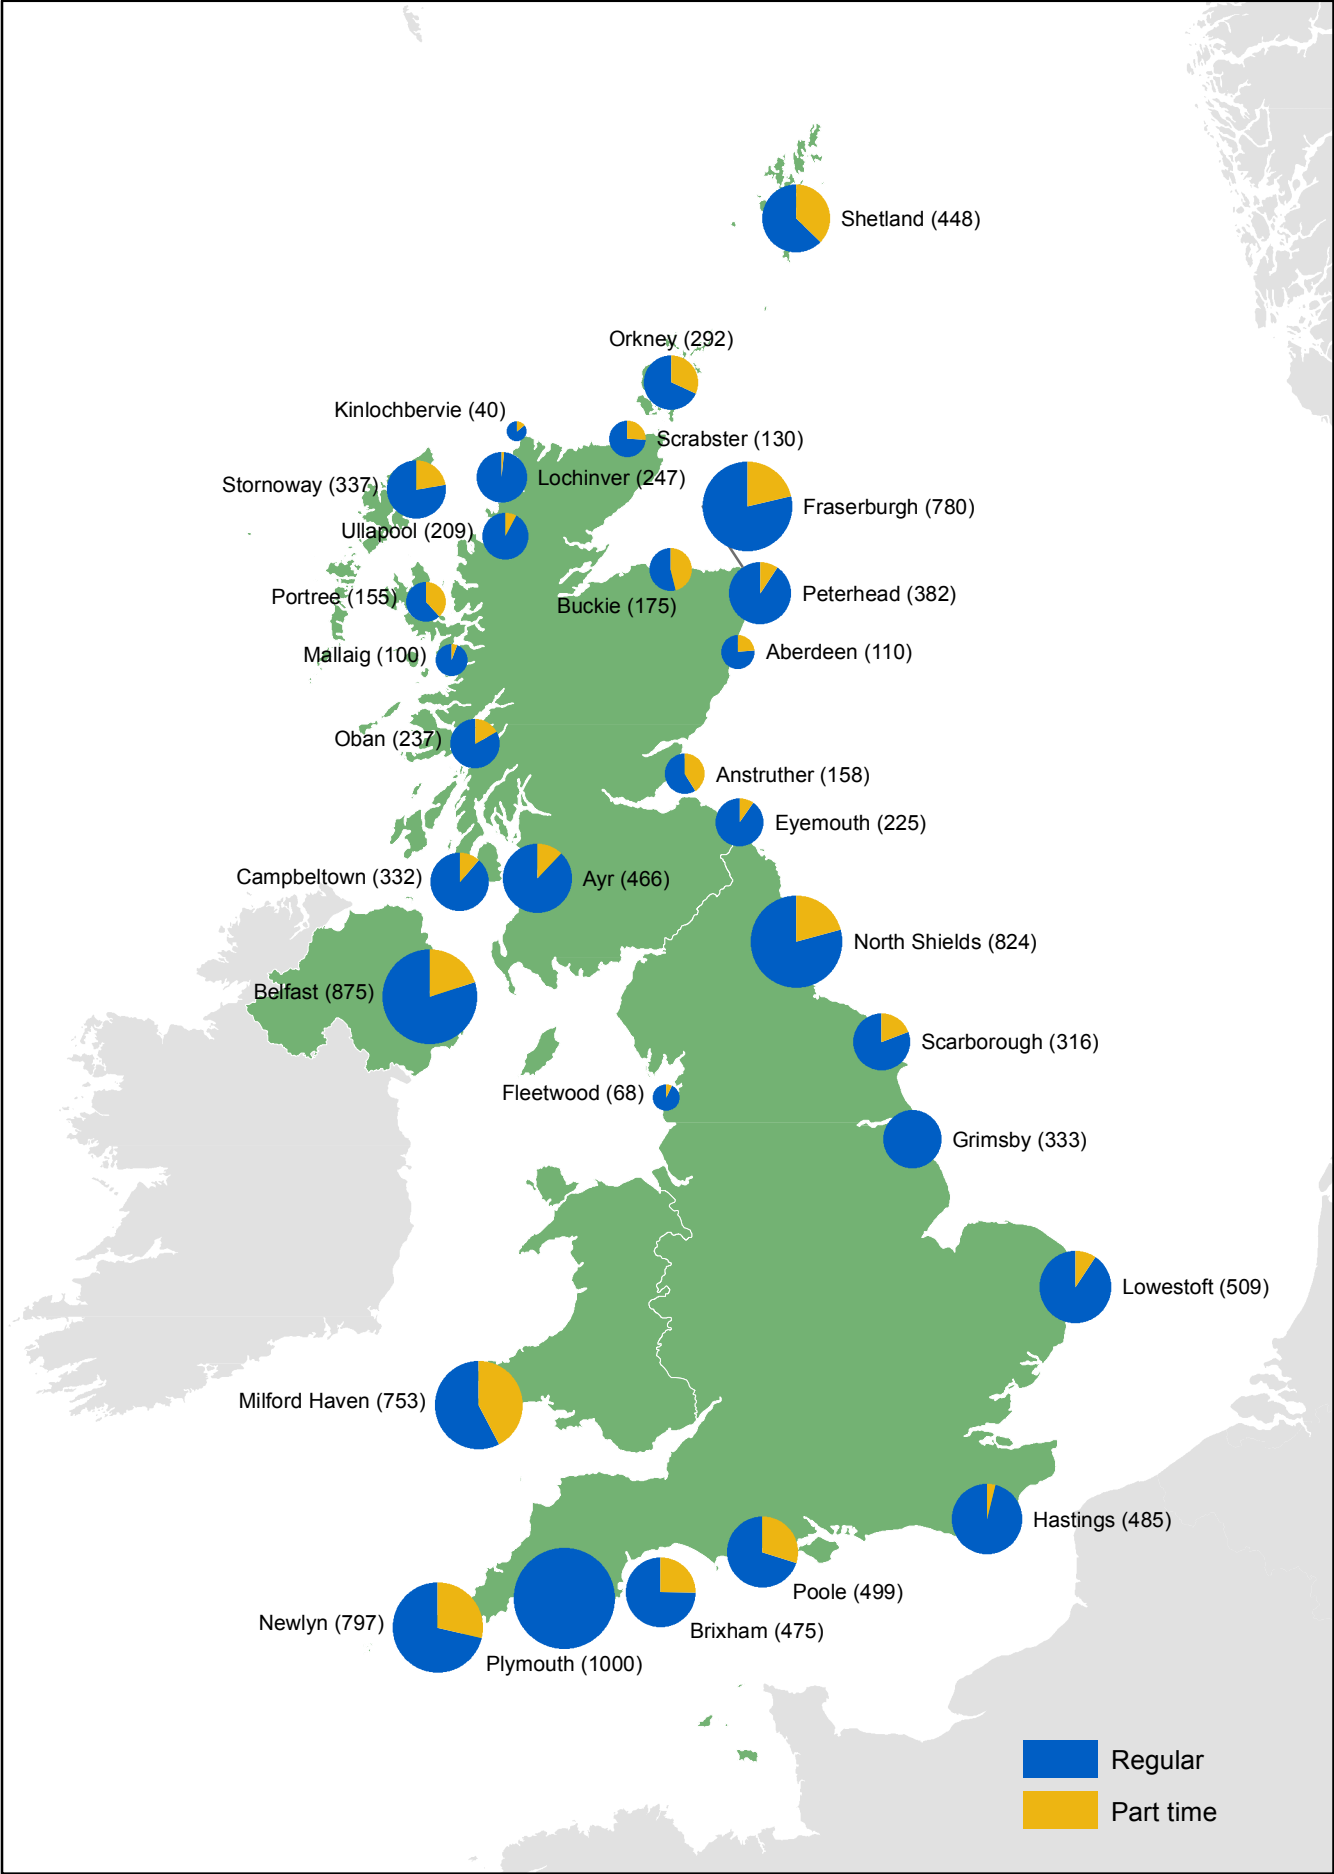 Shetland (448)
Orkney (292)
Kinlochbervie (40)
Scrabster (130)
Lochinver (247)
Stornoway (337)
Fraserburgh (780)
Ullapool (209)
Peterhead (382)
Portree (155)
Buckie (175)
Mallaig (100)
Aberdeen (110)
Oban (237)
Anstruther (158)
Eyemouth (225)
Campbeltown (332)
Ayr (466)
North Shields (824)
Belfast (875)
Scarborough (316)
Fleetwood (68)
Grimsby (333)
Lowestoft (509)
Milford Haven (753)
Hastings (485)
Poole (499)
Newlyn (797)
Brixham (475)
Plymouth (1000)
Regular
Part time